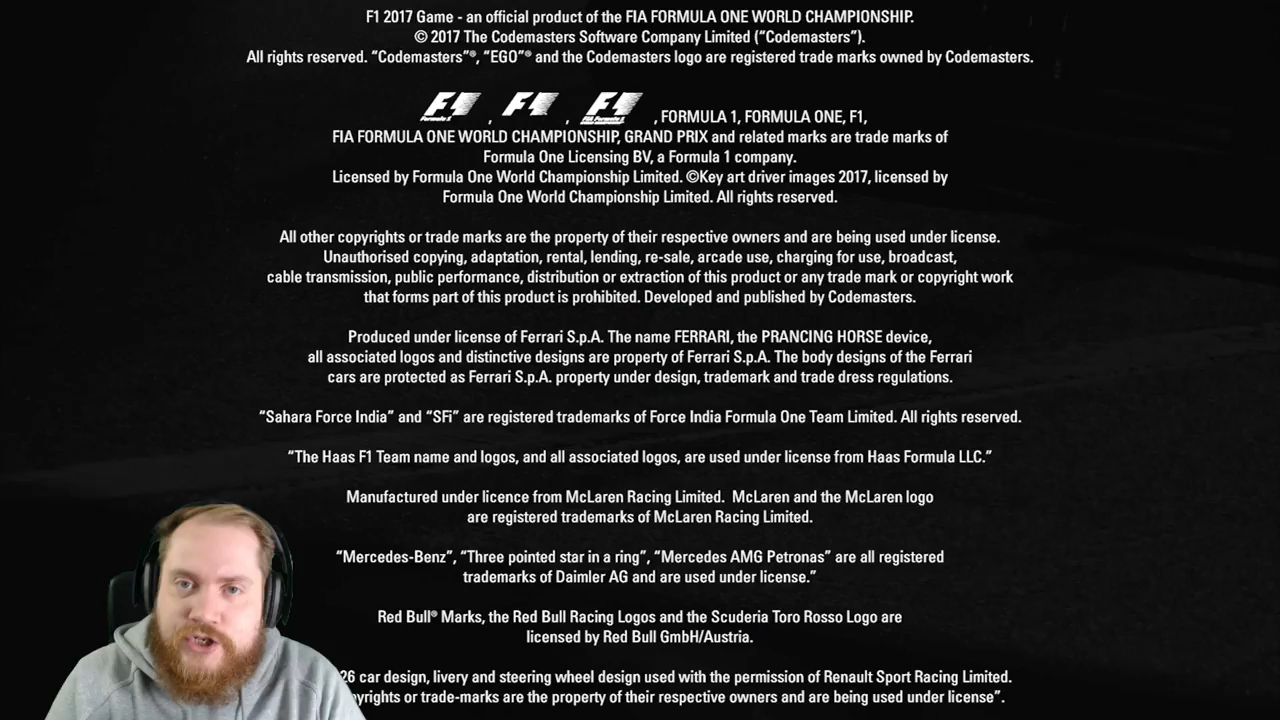 F1 2017 Game - an official product of the FIA FORMULA ONE WORLD CHAMPIONSHIP.
© 2017 The Codemasters Software Company Limited (“Codemasters”).
All rights reserved. “Codemasters”®, “EGO”® and the Codemasters logo are registered trade marks owned by Codemasters.
F1 Formula 1, F1, F1 FIA Formula 1, FORMULA 1, FORMULA ONE, F1,
FIA FORMULA ONE WORLD CHAMPIONSHIP, GRAND PRIX and related marks are trade marks of
Formula One Licensing BV, a Formula 1 company.
Licensed by Formula One World Championship Limited. ©Key art driver images 2017, licensed by
Formula One World Championship Limited. All rights reserved.
All other copyrights or trade marks are the property of their respective owners and are being used under license.
Unauthorised copying, adaptation, rental, lending, re-sale, arcade use, charging for use, broadcast,
cable transmission, public performance, distribution or extraction of this product or any trade mark or copyright work
that forms part of this product is prohibited. Developed and published by Codemasters.
Produced under license of Ferrari S.p.A. The name FERRARI, the PRANCING HORSE device,
all associated logos and distinctive designs are property of Ferrari S.p.A. The body designs of the Ferrari
cars are protected as Ferrari S.p.A. property under design, trademark and trade dress regulations.
“Sahara Force India” and “SFi” are registered trademarks of Force India Formula One Team Limited. All rights reserved.
“The Haas F1 Team name and logos, and all associated logos, are used under license from Haas Formula LLC.”
Manufactured under licence from McLaren Racing Limited. McLaren and the McLaren logo
are registered trademarks of McLaren Racing Limited.
“Mercedes-Benz”, “Three pointed star in a ring”, “Mercedes AMG Petronas” are all registered
trademarks of Daimler AG and are used under license.”
Red Bull® Marks, the Red Bull Racing Logos and the Scuderia Toro Rosso Logo are
licensed by Red Bull GmbH/Austria.
26 car design, livery and steering wheel design used with the permission of Renault Sport Racing Limited.
or trade-marks are the property of their respective owners and are being used under license”.